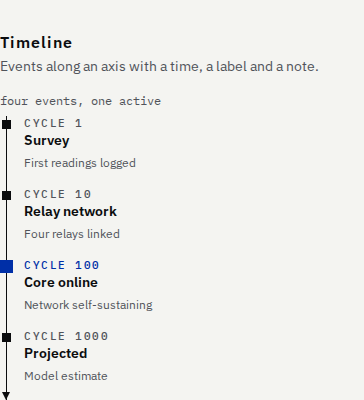 Timeline
Events along an axis with a time, a label and a note.
four events, one active
CYCLE 1
Survey
First readings logged
CYCLE 10
Relay network
Four relays linked
CYCLE 100
Core online
Network self-sustaining
CYCLE 1000
Projected
Model estimate